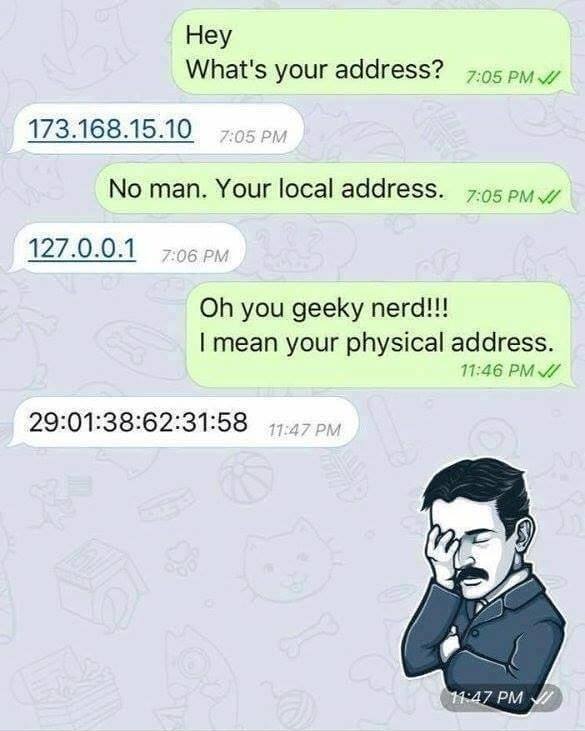 Hey
What's your address? 7:05 PM
173.168.15.10 7:05 PM
No man. Your local address. 7:05 PM
127.0.0.1 7:06 PM
Oh you geeky nerd!!!
I mean your physical address.
11:46 PM
29:01:38:62:31:58 11:47 PM
11:47 PM